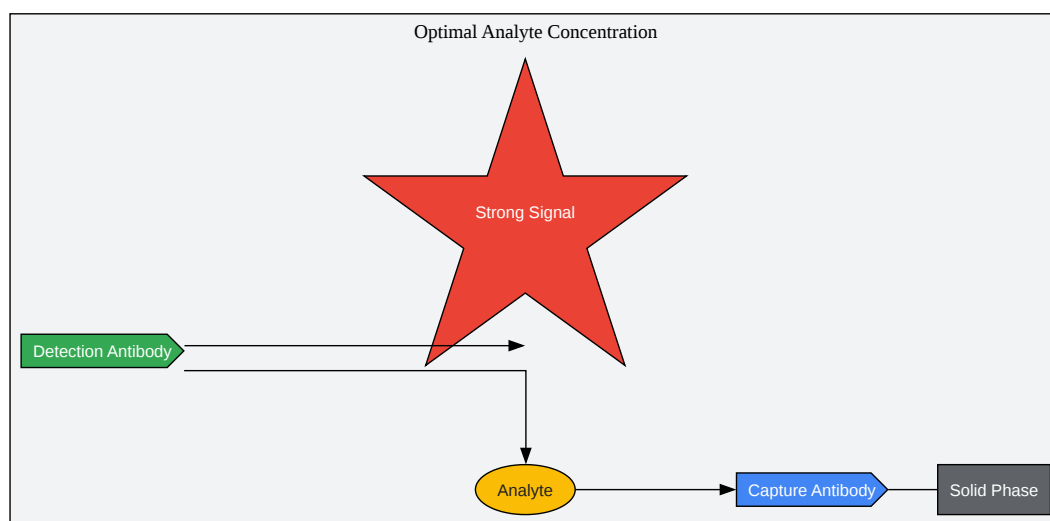 Optimal Analyte Concentration
Strong Signal
Detection Antibody
Analyte
Capture Antibody
Solid Phase